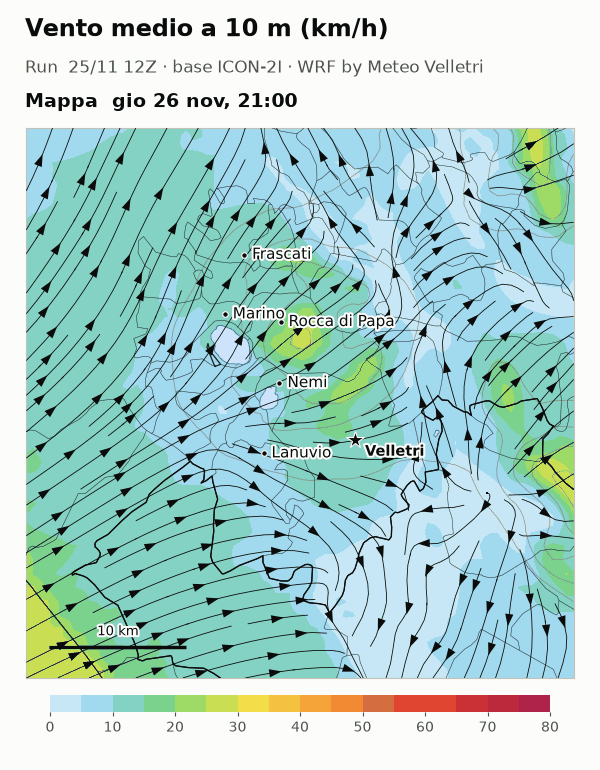 Vento medio a 10 m (km/h)
Run  25/11 12Z · base ICON-2I · WRF by Meteo Velletri
Mappa  gio 26 nov, 21:00
Frascati
Marino
Rocca di Papa
Nemi
Velletri
Lanuvio
10 km
0 10 20 30 40 50 60 70 80